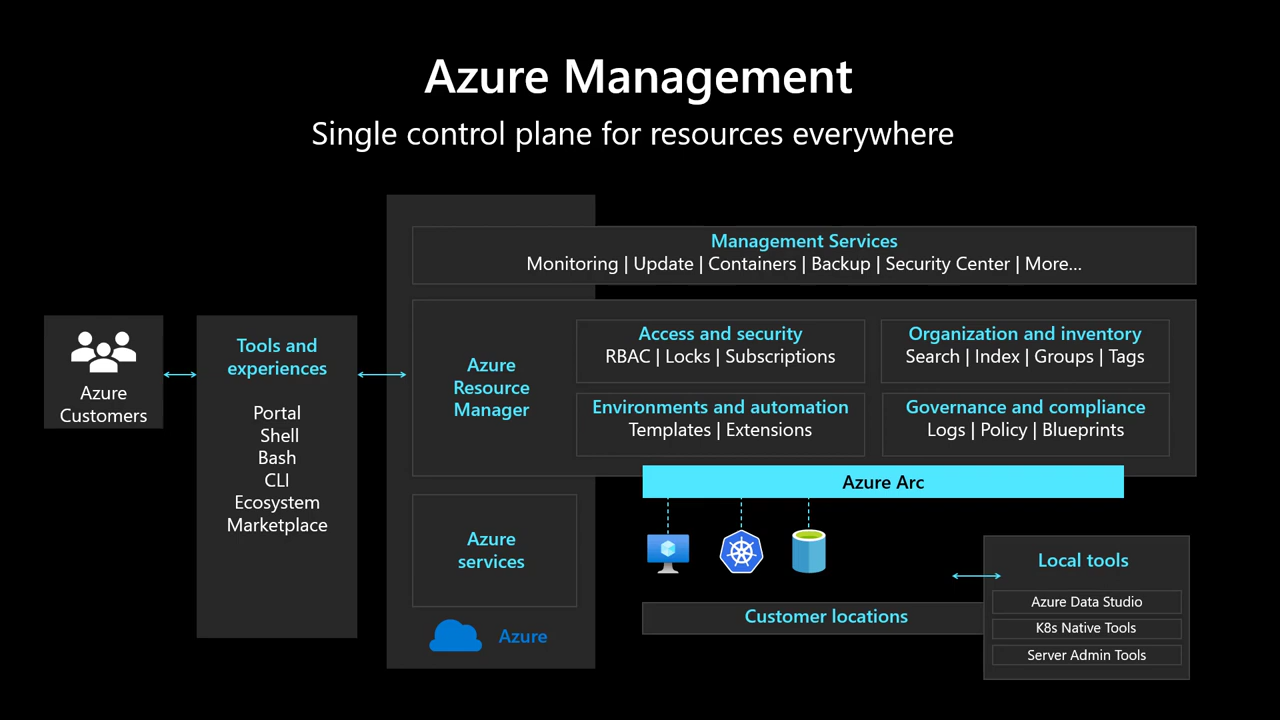 Azure Management
Single control plane for resources everywhere
Azure
Customers
Tools and
experiences
Portal
Shell
Bash
CLI
Ecosystem
Marketplace
Management Services
Monitoring | Update | Containers | Backup | Security Center | More...
Azure
Resource
Manager
Access and security
RBAC | Locks | Subscriptions
Organization and inventory
Search | Index | Groups | Tags
Environments and automation
Templates | Extensions
Governance and compliance
Logs | Policy | Blueprints
Azure Arc
Azure
services
Azure
Customer locations
Local tools
Azure Data Studio
K8s Native Tools
Server Admin Tools